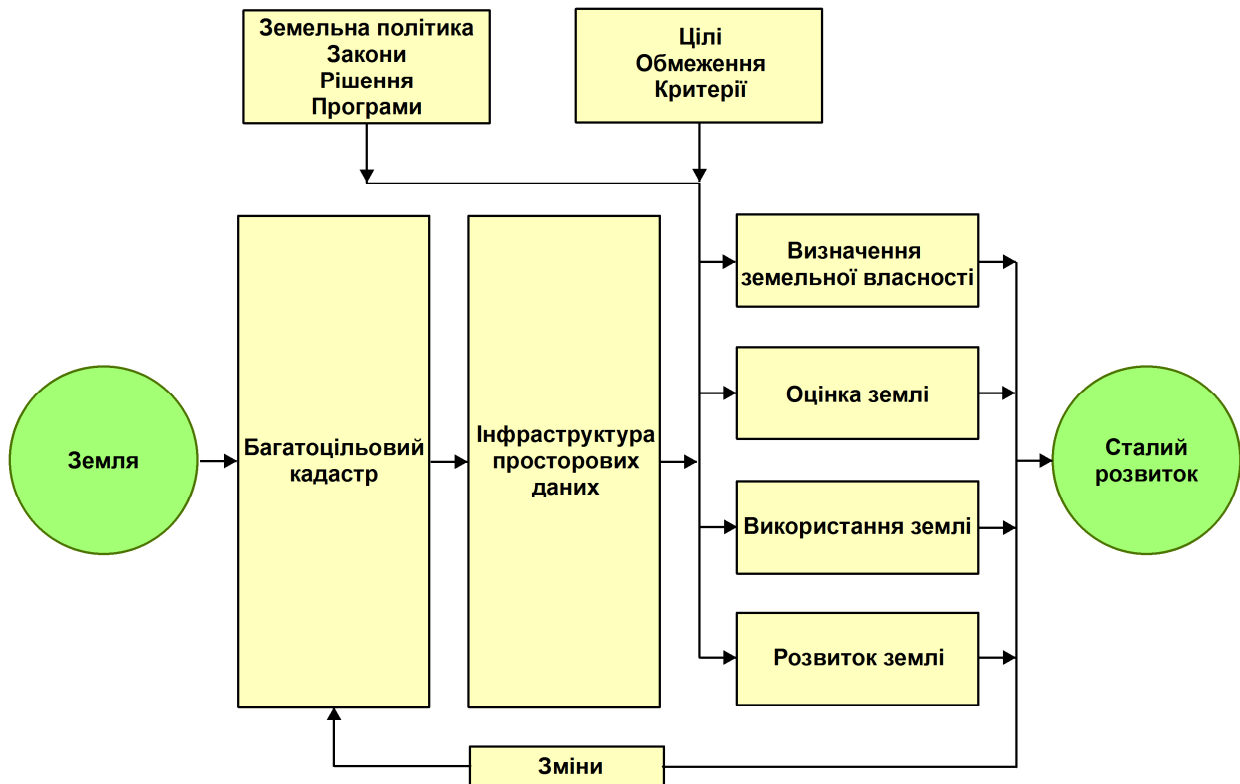 Земельна політика
Закони
Рішення
Програми
Цілі
Обмеження
Критерії
Земля
Багатоцільовий
кадастр
Інфраструктура
просторових
даних
Визначення
земельної власності
Оцінка землі
Використання землі
Розвиток землі
Сталий
розвиток
Зміни